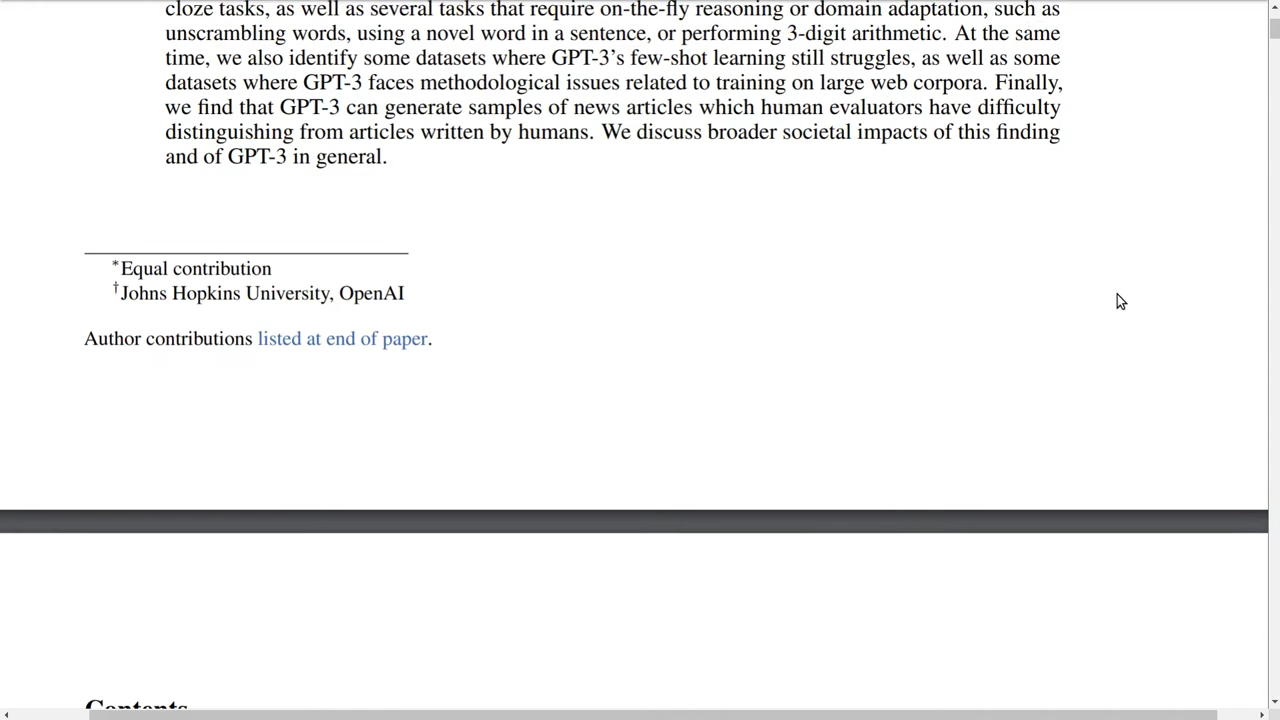 cloze tasks, as well as several tasks that require on-the-fly reasoning or domain adaptation, such as
unscrambling words, using a novel word in a sentence, or performing 3-digit arithmetic. At the same
time, we also identify some datasets where GPT-3’s few-shot learning still struggles, as well as some
datasets where GPT-3 faces methodological issues related to training on large web corpora. Finally,
we find that GPT-3 can generate samples of news articles which human evaluators have difficulty
distinguishing from articles written by humans. We discuss broader societal impacts of this finding
and of GPT-3 in general.
*Equal contribution
†Johns Hopkins University, OpenAI
Author contributions listed at end of paper.
Contents